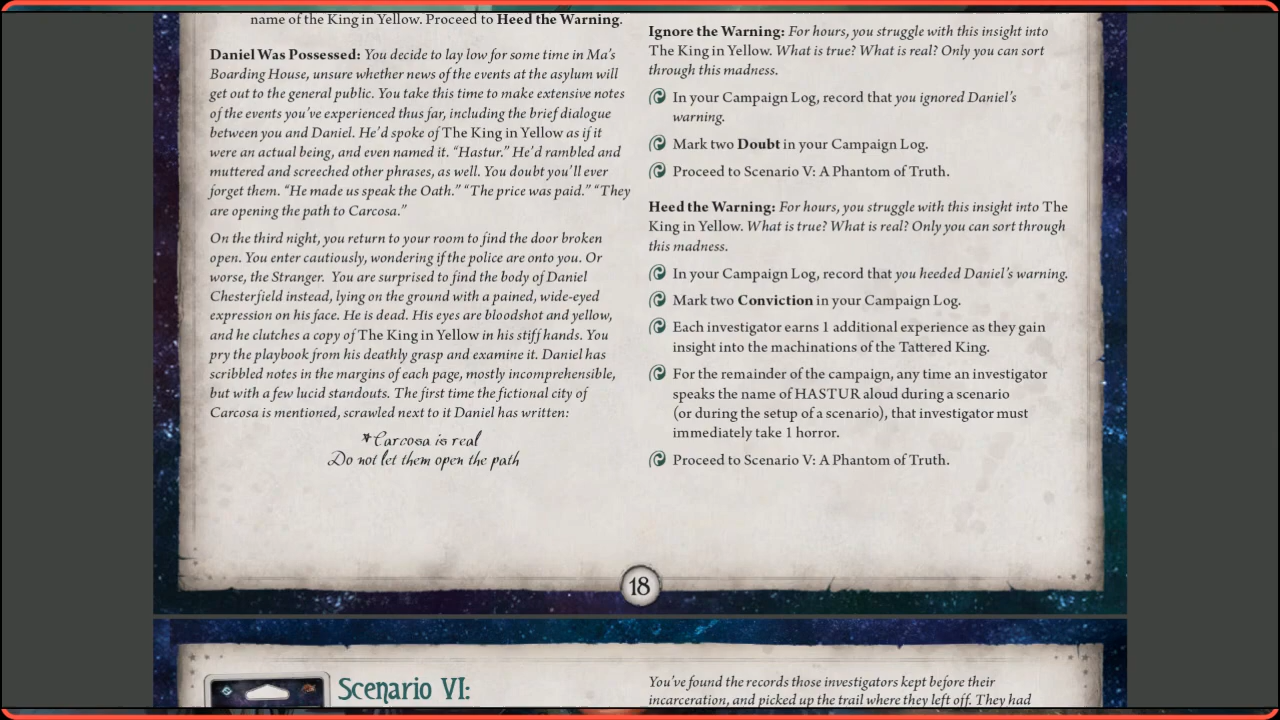 name of the King in Yellow. Proceed to Heed the Warning.
Daniel Was Possessed: You decide to lay low for some time in Ma's
Boarding House, unsure whether news of the events at the asylum will
get out to the general public. You take this time to make extensive notes
of the events you've experienced thus far, including the brief dialogue
between you and Daniel. He'd spoke of The King in Yellow as if it
were an actual being, and even named it. “Hastur.” He'd rambled and
muttered and screeched other phrases, as well. You doubt you'll ever
forget them. “He made us speak the Oath.” “The price was paid.” “They
are opening the path to Carcosa.”
On the third night, you return to your room to find the door broken
open. You enter cautiously, wondering if the police are onto you. Or
worse, the Stranger. You are surprised to find the body of Daniel
Chesterfield instead, lying on the ground with a pained, wide-eyed
expression on his face. He is dead. His eyes are bloodshot and yellow,
and he clutches a copy of The King in Yellow in his stiff hands. You
pry the playbook from his deathly grasp and examine it. Daniel has
scribbled notes in the margins of each page, mostly incomprehensible,
but with a few lucid standouts. The first time the fictional city of
Carcosa is mentioned, scrawled next to it Daniel has written:
*Carcosa is real
Do not let them open the path
Ignore the Warning: For hours, you struggle with this insight into
The King in Yellow. What is true? What is real? Only you can sort
through this madness.
In your Campaign Log, record that you ignored Daniel's
warning.
Mark two Doubt in your Campaign Log.
Proceed to Scenario V: A Phantom of Truth.
Heed the Warning: For hours, you struggle with this insight into The
King in Yellow. What is true? What is real? Only you can sort through
this madness.
In your Campaign Log, record that you heeded Daniel's warning.
Mark two Conviction in your Campaign Log.
Each investigator earns 1 additional experience as they gain
insight into the machinations of the Tattered King.
For the remainder of the campaign, any time an investigator
speaks the name of HASTUR aloud during a scenario
(or during the setup of a scenario), that investigator must
immediately take 1 horror.
Proceed to Scenario V: A Phantom of Truth.
18
Scenario VI:
You've found the records those investigators kept before their
incarceration, and picked up the trail where they left off. They had